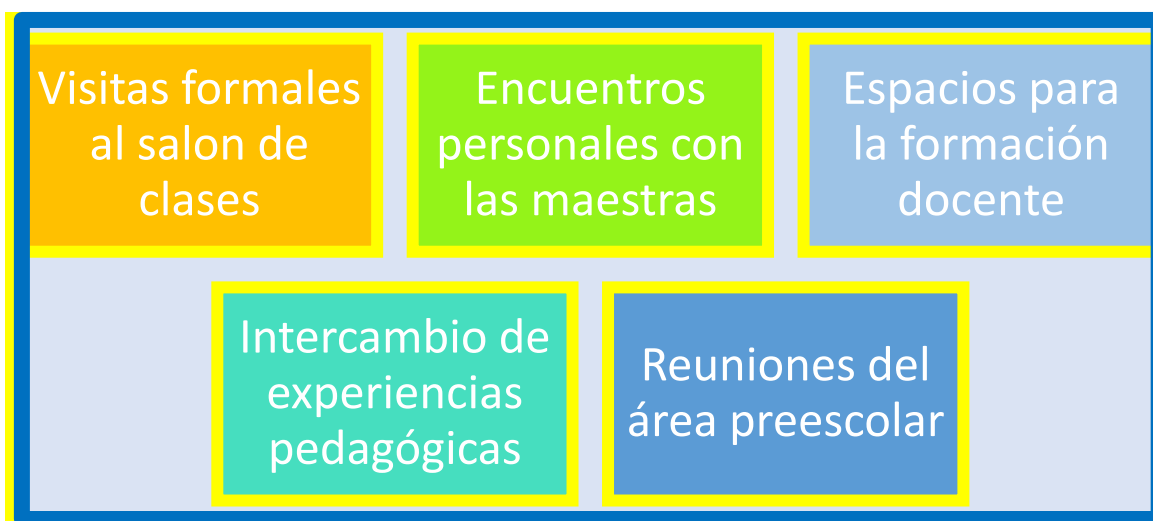 Visitas formales
al salon de
clases
Encuentros
personales con
las maestras
Espacios para
la formación
docente
Intercambio de
experiencias
pedagógicas
Reuniones del
área preescolar